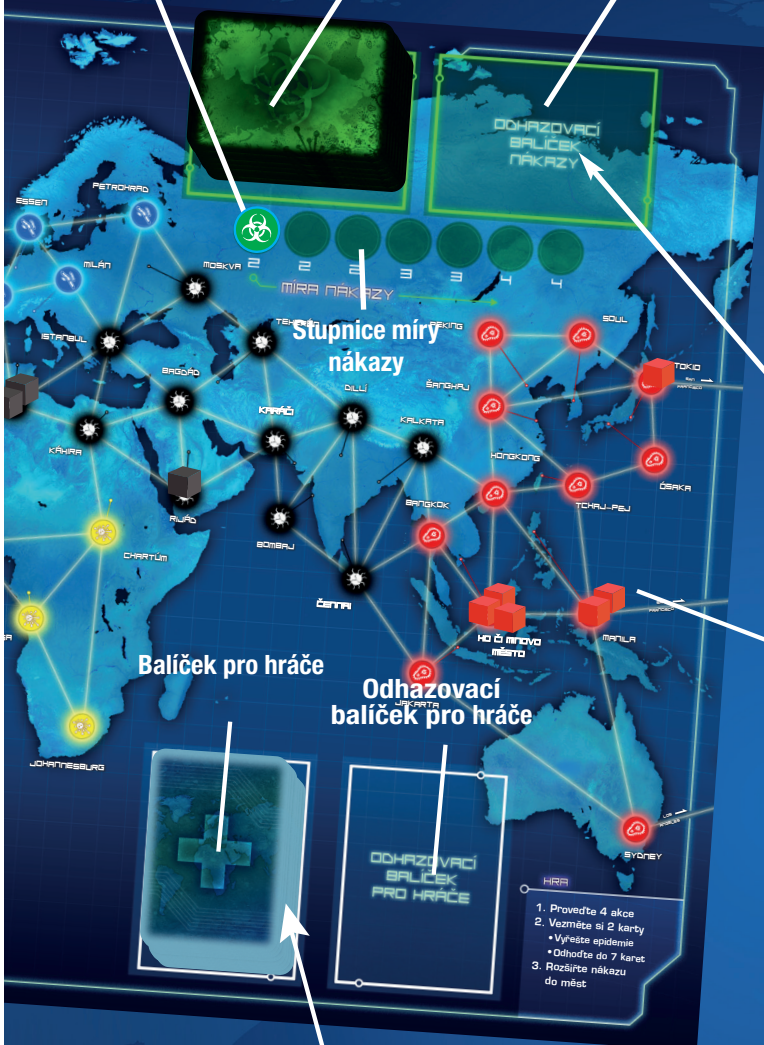 ODHAZOVACÍ
BALÍČEK
NÁKAZY
ESSEN
PETROHRAD
MILÁN
MOSKVA
2 2 2 3 3 4 4
MÍRA NÁKAZY
Stupnice míry
nákazy
ISTANBUL
PEKING
SOUL
TOKIO
BAGDÁD
DILLÍ
ŠANGHAJ
KARÁČÍ
KALKATA
KÁHIRA
HONGKONG
ÓSAKA
RIJÁD
BANGKOK
TCHAJ-PEJ
BOMBAJ
CHARTÚM
ČENNAI
HO ČI MINOVO
MĚSTO
MANILA
Balíček pro hráče
Odhazovací
balíček pro hráče
JAKARTA
JOHANNESBURG
LOS
ANGELES
SYDNEY
ODHAZOVACÍ
BALÍČEK
PRO HRÁČE
HRA
1. Proveďte 4 akce
2. Vezměte si 2 karty
•Vyřešte epidemie
•Odhoďte do 7 karet
3. Rozšiřte nákazu
do měst